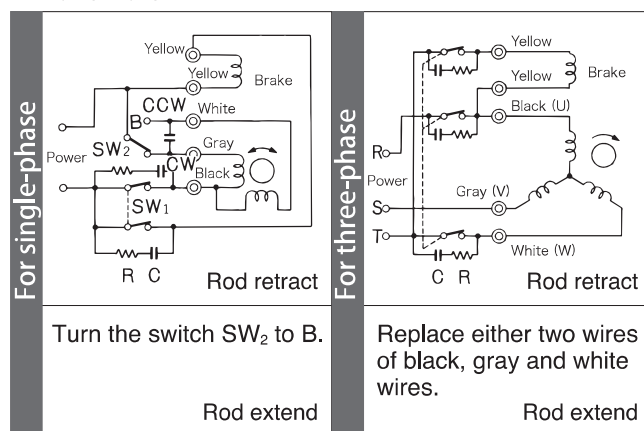 For single-phase
Yellow
Yellow
Brake
CCW
B
White
SW2
Gray
Power
CW
Black
SW1
R C
Rod retract
Turn the switch SW2 to B.
Rod extend
For three-phase
Yellow
Yellow
Brake
Black (U)
R
Power
Gray (V)
S
T
White (W)
C R
Rod retract
Replace either two wires
of black, gray and white
wires.
Rod extend